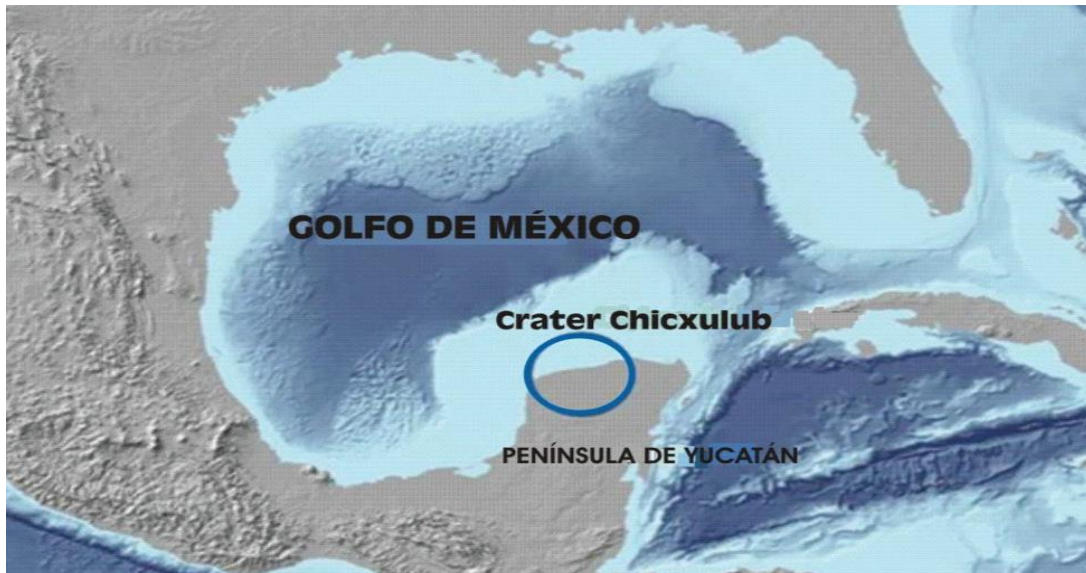 GOLFO DE MÉXICO
Crater Chicxulub
PENÍNSULA DE YUCATÁN